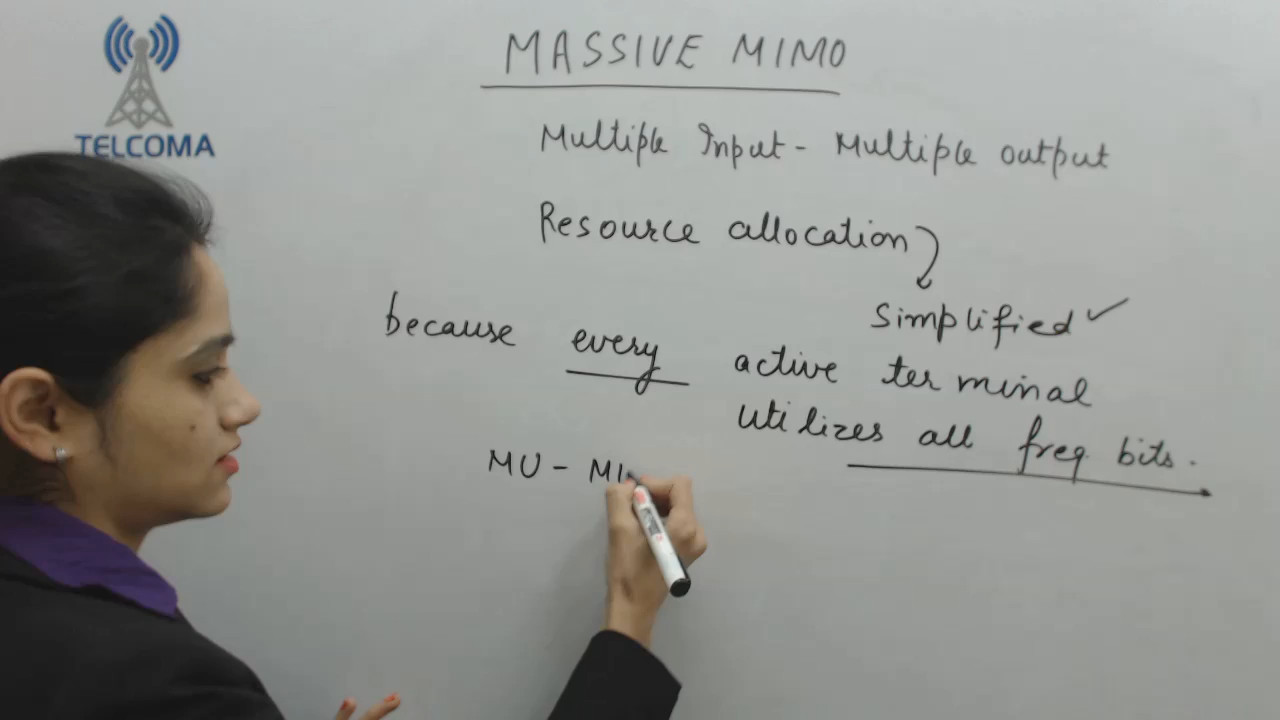 TELCOMA
MASSIVE MIMO
Multiple Input - Multiple output
Resource allocation
Simplified ✓
because every active terminal
utilizes all freq bits.
MU - MI